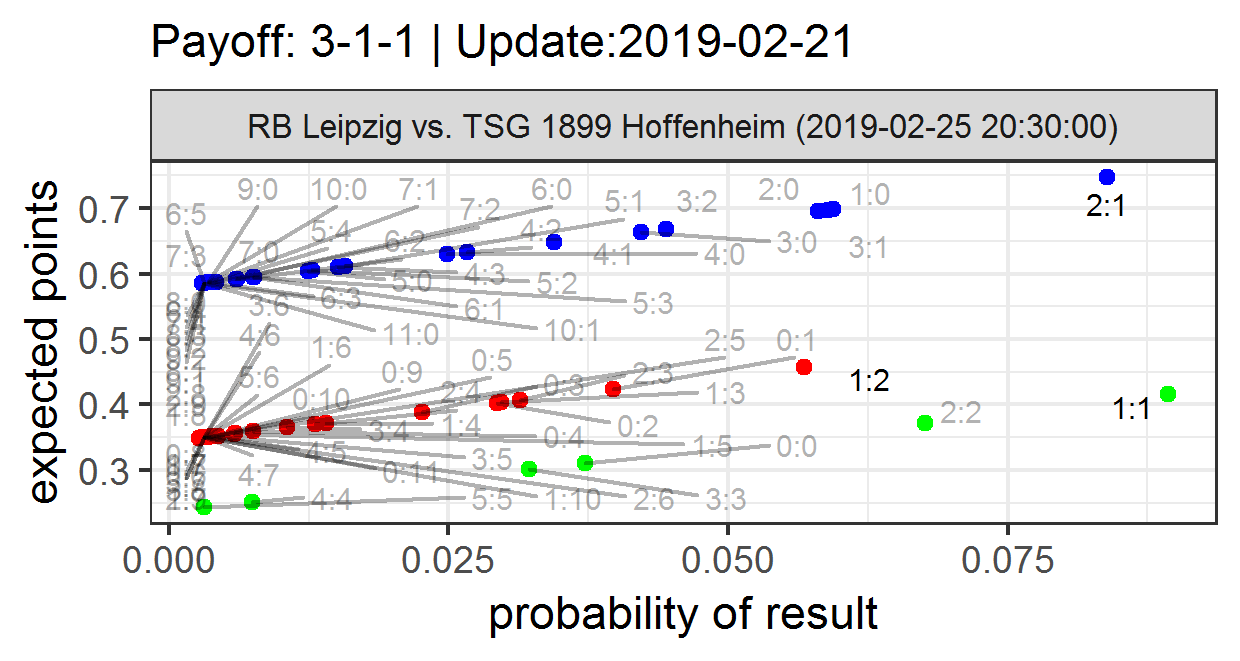 Payoff: 3-1-1 | Update:2019-02-21
RB Leipzig vs. TSG 1899 Hoffenheim (2019-02-25 20:30:00)
expected points
0.7
0.6
0.5
0.4
0.3
9:0 10:0 7:1 6:0 5:1 3:2 2:0 1:0
2:1
6:5 7:2
5:4 6:2 4:2
7:3 7:0 4:1 4:0 3:0 3:1
5:0 4:3 5:2
3:6 6:3 6:1 5:3
4:6 11:0 10:1
1:6 0:5 2:5 0:1
5:6 0:9 2:4 0:3 2:3 1:2
0:10 1:3 1:1
3:4 1:4 0:4 0:2 2:2
4:5 3:5 1:5 0:0
4:7 0:11
4:4 5:5 1:10 2:6 3:3
0.000 0.025 0.050 0.075
probability of result